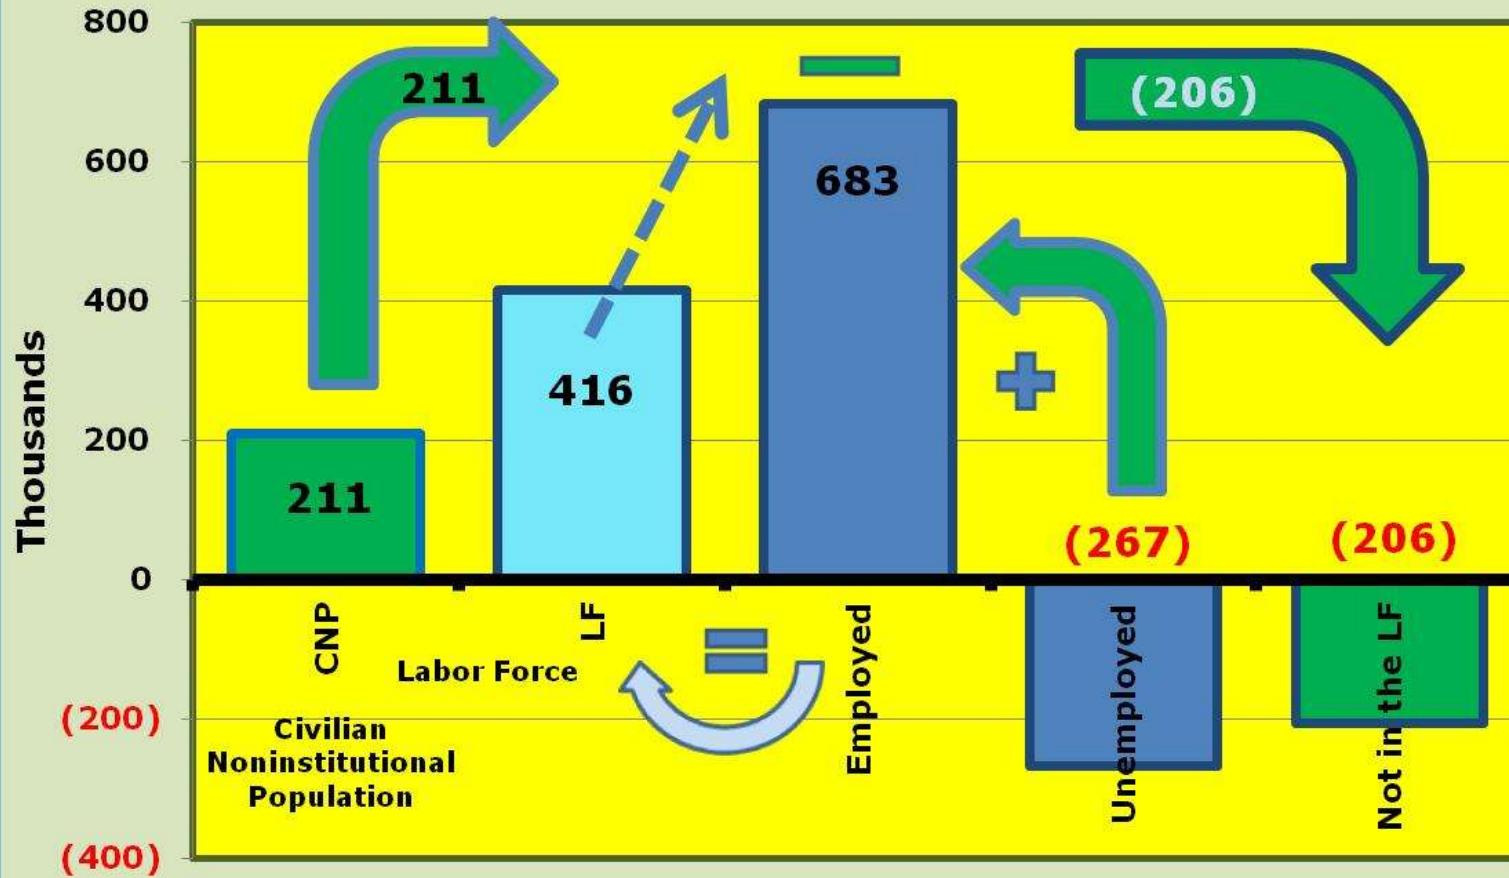 Thousands
800
600
400
200
0
(200)
(400)
211
211
416
683
(206)
(267)
(206)
CNP
LF
Employed
Unemployed
Not in the LF
Labor Force
Civilian
Noninstitutional
Population